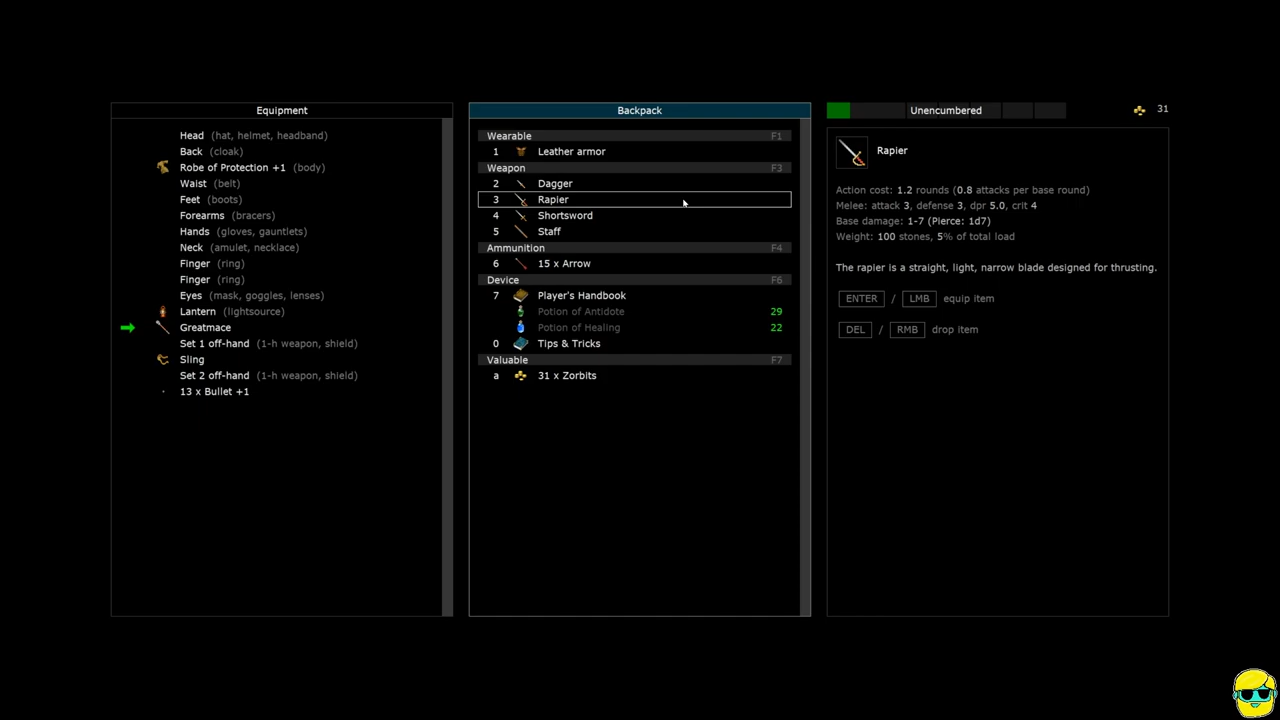 Equipment
Head (hat, helmet, headband)
Back (cloak)
Robe of Protection +1 (body)
Waist (belt)
Feet (boots)
Forearms (bracers)
Hands (gloves, gauntlets)
Neck (amulet, necklace)
Finger (ring)
Finger (ring)
Eyes (mask, goggles, lenses)
Lantern (lightsource)
Greatmace
Set 1 off-hand (1-h weapon, shield)
Sling
Set 2 off-hand (1-h weapon, shield)
13 x Bullet +1
Backpack
Wearable F1
1 Leather armor
Weapon F3
2 Dagger
3 Rapier
4 Shortsword
5 Staff
Ammunition F4
6 15 x Arrow
Device F6
7 Player's Handbook
Potion of Antidote 29
Potion of Healing 22
0 Tips & Tricks
Valuable F7
a 31 x Zorbits
Unencumbered 31
Rapier
Action cost: 1.2 rounds (0.8 attacks per base round)
Melee: attack 3, defense 3, dpr 5.0, crit 4
Base damage: 1-7 (Pierce: 1d7)
Weight: 100 stones, 5% of total load
The rapier is a straight, light, narrow blade designed for thrusting.
ENTER / LMB equip item
DEL / RMB drop item